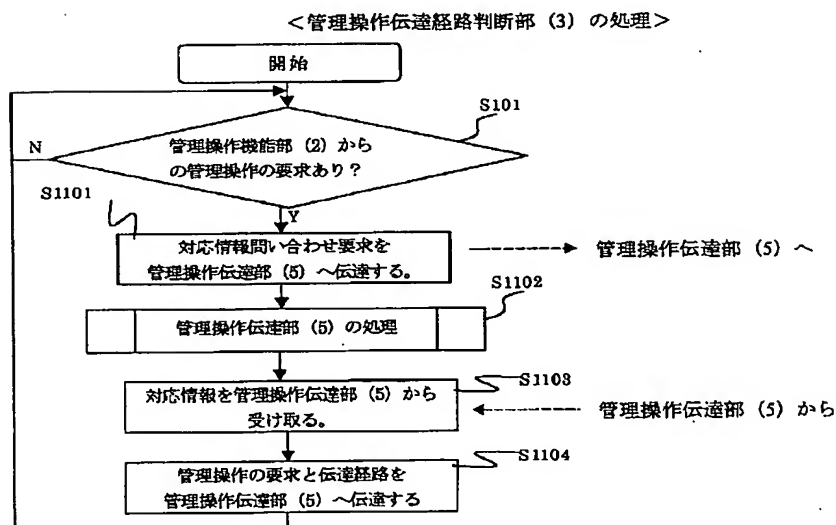 <管理操作伝達経路判断部(3)の処理>
開始
S101
N
管理操作機能部(2)から
の管理操作の要求あり?
S1101
Y
対応情報問い合わせ要求を
管理操作伝達部(5)へ伝達する。
管理操作伝達部(5)へ
S1102
管理操作伝達部(5)の処理
S1103
対応情報を管理操作伝達部(5)から
受け取る。
管理操作伝達部(5)から
S1104
管理操作の要求と伝達経路を
管理操作伝達部(5)へ伝達する